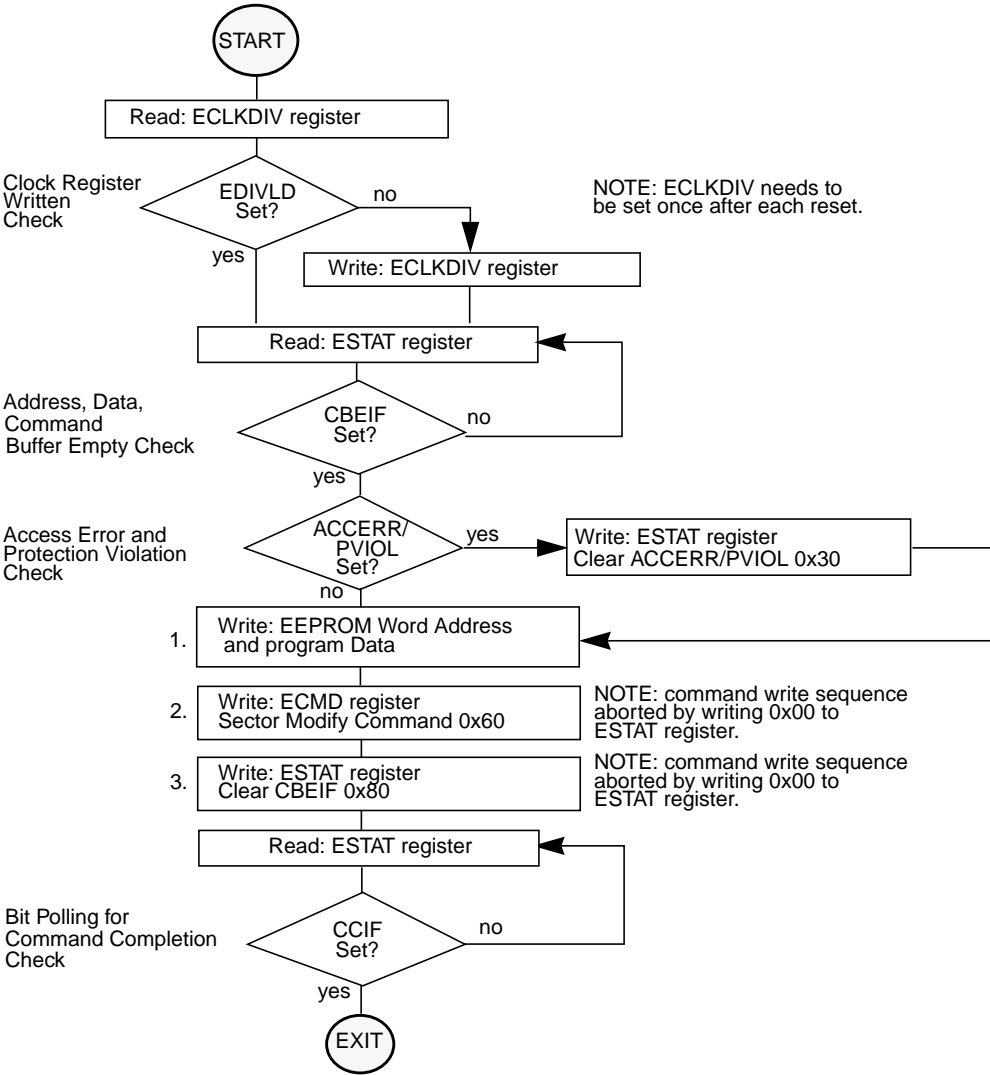 START
Read: ECLKDIV register
Clock Register
Written
Check
EDIVLD
Set?
no
yes
NOTE: ECLKDIV needs to
be set once after each reset.
Write: ECLKDIV register
Read: ESTAT register
Address, Data,
Command
Buffer Empty Check
CBEIF
Set?
no
yes
Access Error and
Protection Violation
Check
ACCERR/
PVIOL
Set?
yes
no
Write: ESTAT register
Clear ACCERR/PVIOL 0x30
1.
Write: EEPROM Word Address
and program Data
2.
Write: ECMD register
Sector Modify Command 0x60
NOTE: command write sequence
aborted by writing 0x00 to
ESTAT register.
3.
Write: ESTAT register
Clear CBEIF 0x80
NOTE: command write sequence
aborted by writing 0x00 to
ESTAT register.
Read: ESTAT register
Bit Polling for
Command Completion
Check
CCIF
Set?
no
yes
EXIT